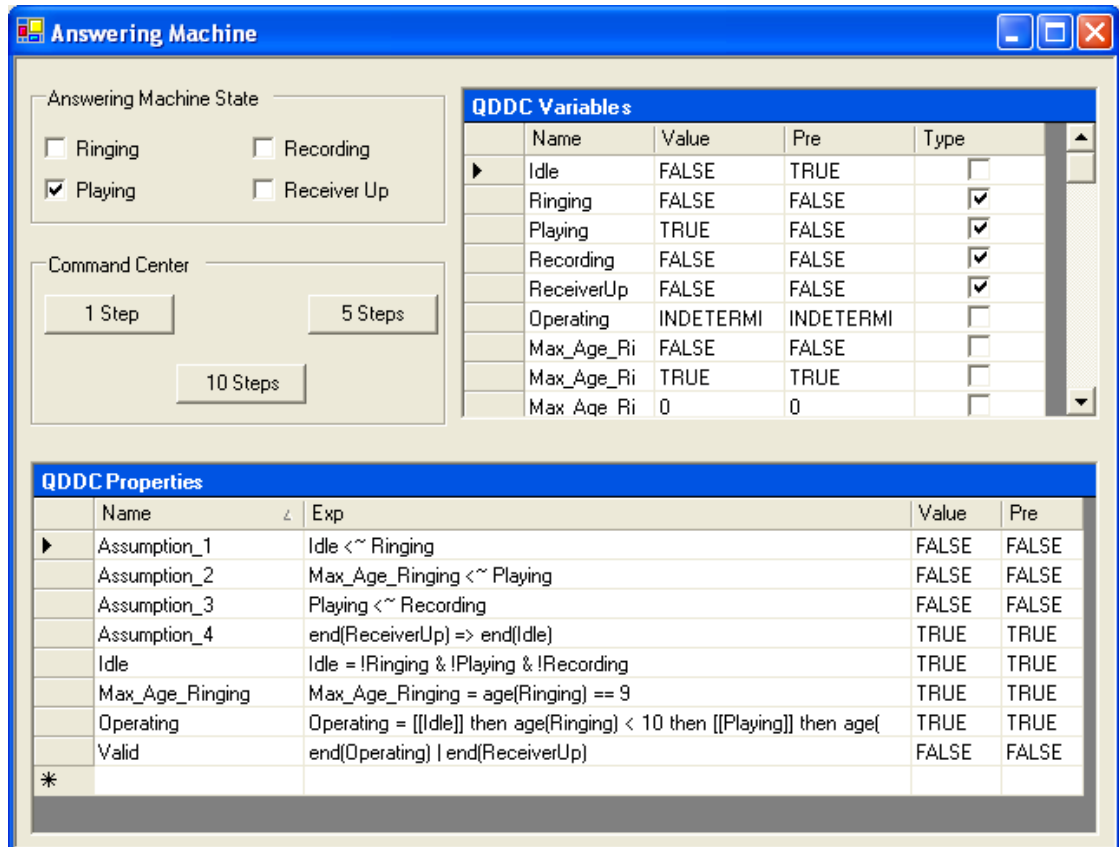 Answering Machine
Answering Machine State
Ringing Recording
Playing Receiver Up
Command Center
1 Step 5 Steps
10 Steps
QDDC Variables
Name Value Pre Type
Idle FALSE TRUE
Ringing FALSE FALSE
Playing TRUE FALSE
Recording FALSE FALSE
ReceiverUp FALSE FALSE
Operating INDETERMI INDETERMI
Max_Age_Ri FALSE FALSE
Max_Age_Ri TRUE TRUE
Max_Age_Ri 0 0
QDDC Properties
Name Exp Value Pre
Assumption_1 Idle <~ Ringing FALSE FALSE
Assumption_2 Max_Age_Ringing <~ Playing FALSE FALSE
Assumption_3 Playing <~ Recording FALSE FALSE
Assumption_4 end(ReceiverUp) => end(Idle) TRUE TRUE
Idle Idle = !Ringing & !Playing & !Recording TRUE TRUE
Max_Age_Ringing Max_Age_Ringing = age(Ringing) == 9 TRUE TRUE
Operating Operating = [[Idle]] then age(Ringing) < 10 then [[Playing]] then age( TRUE TRUE
Valid end(Operating) | end(ReceiverUp) FALSE FALSE